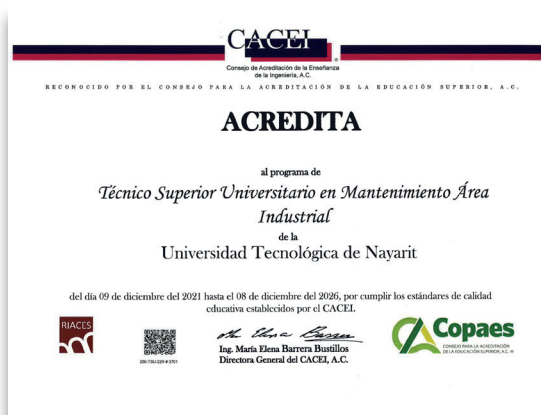 CACEI
Consejo de Acreditación de la Enseñanza
de la Ingeniería, A.C.
RECONOCIDO POR EL CONSEJO PARA LA ACREDITACIÓN DE LA EDUCACIÓN SUPERIOR, A.C.
ACREDITA
al programa de
Técnico Superior Universitario en Mantenimiento Área
Industrial
de la
Universidad Tecnológica de Nayarit
del día 09 de diciembre del 2021 hasta el 08 de diciembre del 2026, por cumplir los estándares de calidad
educativa establecidos por el CACEI.
RIACES
Ing. María Elena Barrera Bustillos
Directora General del CACEI, A.C.
Copaes
CONSEJO PARA LA ACREDITACIÓN
DE LA EDUCACIÓN SUPERIOR, A.C.